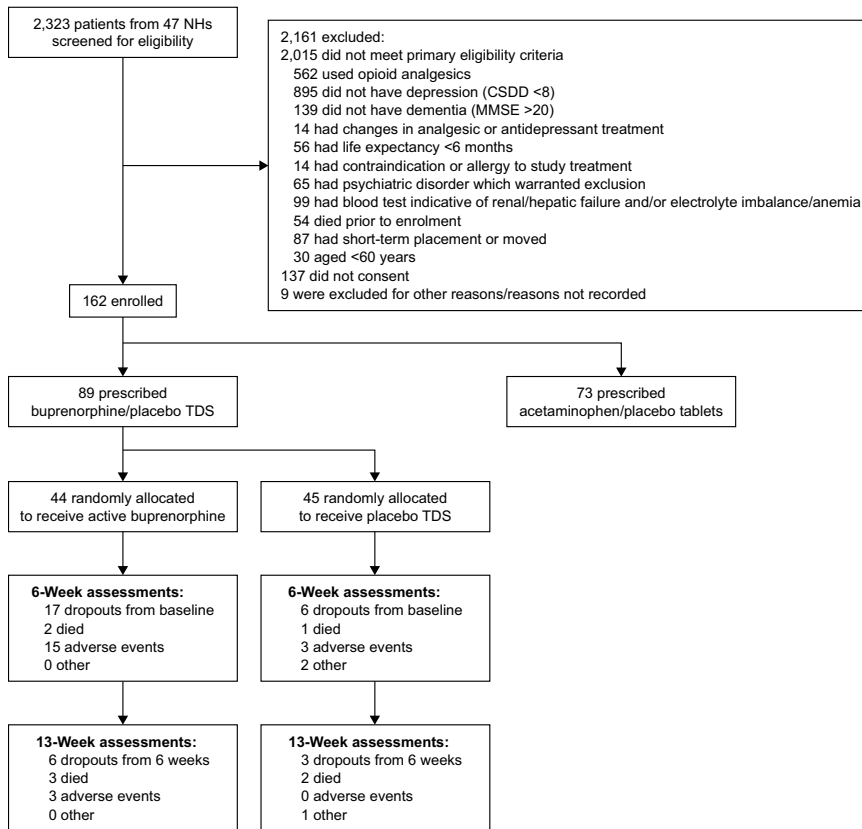 2,323 patients from 47 NHs
screened for eligibility
2,161 excluded:
2,015 did not meet primary eligibility criteria
562 used opioid analgesics
895 did not have depression (CSDD <8)
139 did not have dementia (MMSE >20)
14 had changes in analgesic or antidepressant treatment
56 had life expectancy <6 months
14 had contraindication or allergy to study treatment
65 had psychiatric disorder which warranted exclusion
99 had blood test indicative of renal/hepatic failure and/or electrolyte imbalance/anemia
54 died prior to enrolment
87 had short-term placement or moved
30 aged <60 years
137 did not consent
9 were excluded for other reasons/reasons not recorded
162 enrolled
89 prescribed
buprenorphine/placebo TDS
73 prescribed
acetaminophen/placebo tablets
44 randomly allocated
to receive active buprenorphine
45 randomly allocated
to receive placebo TDS
6-Week assessments:
17 dropouts from baseline
2 died
15 adverse events
0 other
6-Week assessments:
6 dropouts from baseline
1 died
3 adverse events
2 other
13-Week assessments:
6 dropouts from 6 weeks
3 died
3 adverse events
0 other
13-Week assessments:
3 dropouts from 6 weeks
2 died
0 adverse events
1 other